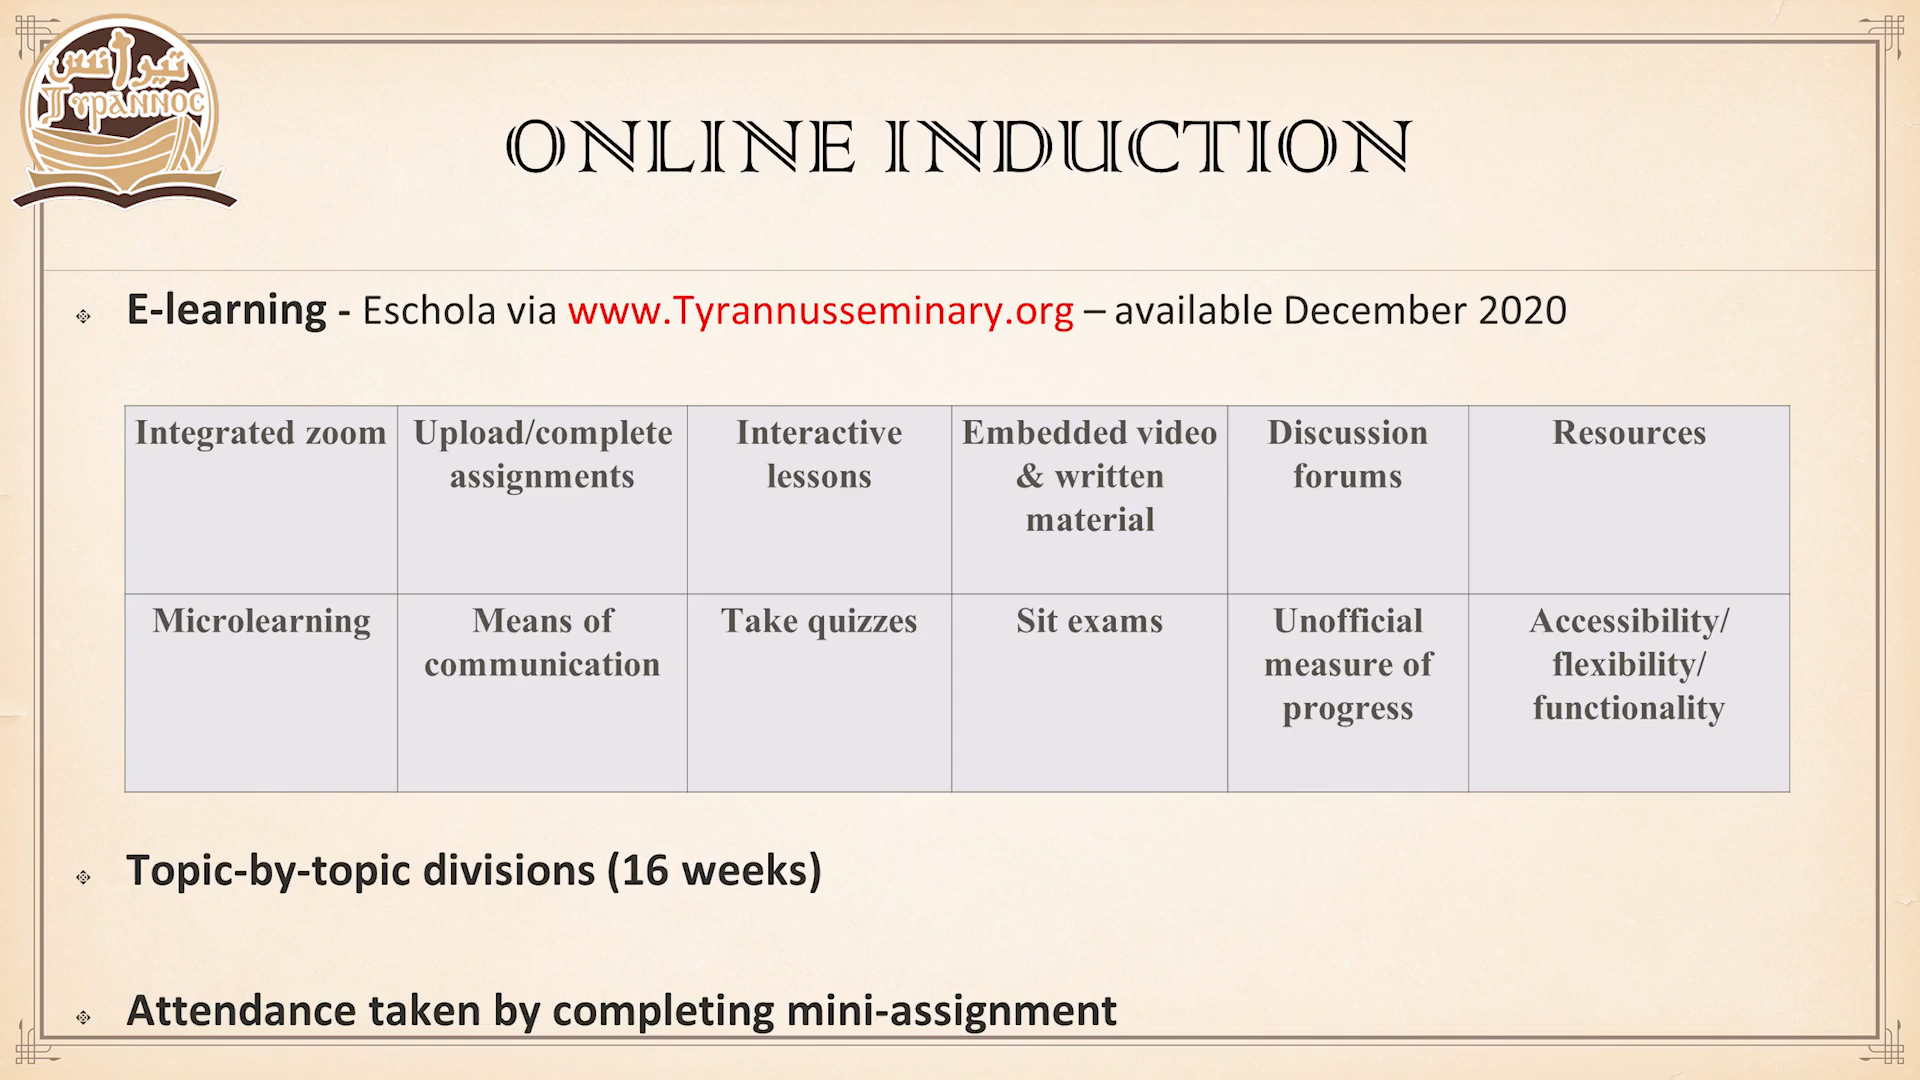 تيرانس
Tyrannoc
ONLINE INDUCTION
E-learning - Eschola via www.Tyrannusseminary.org – available December 2020
Integrated zoom
Upload/complete
assignments
Interactive
lessons
Embedded video
& written
material
Discussion
forums
Resources
Microlearning
Means of
communication
Take quizzes
Sit exams
Unofficial
measure of
progress
Accessibility/
flexibility/
functionality
Topic-by-topic divisions (16 weeks)
Attendance taken by completing mini-assignment